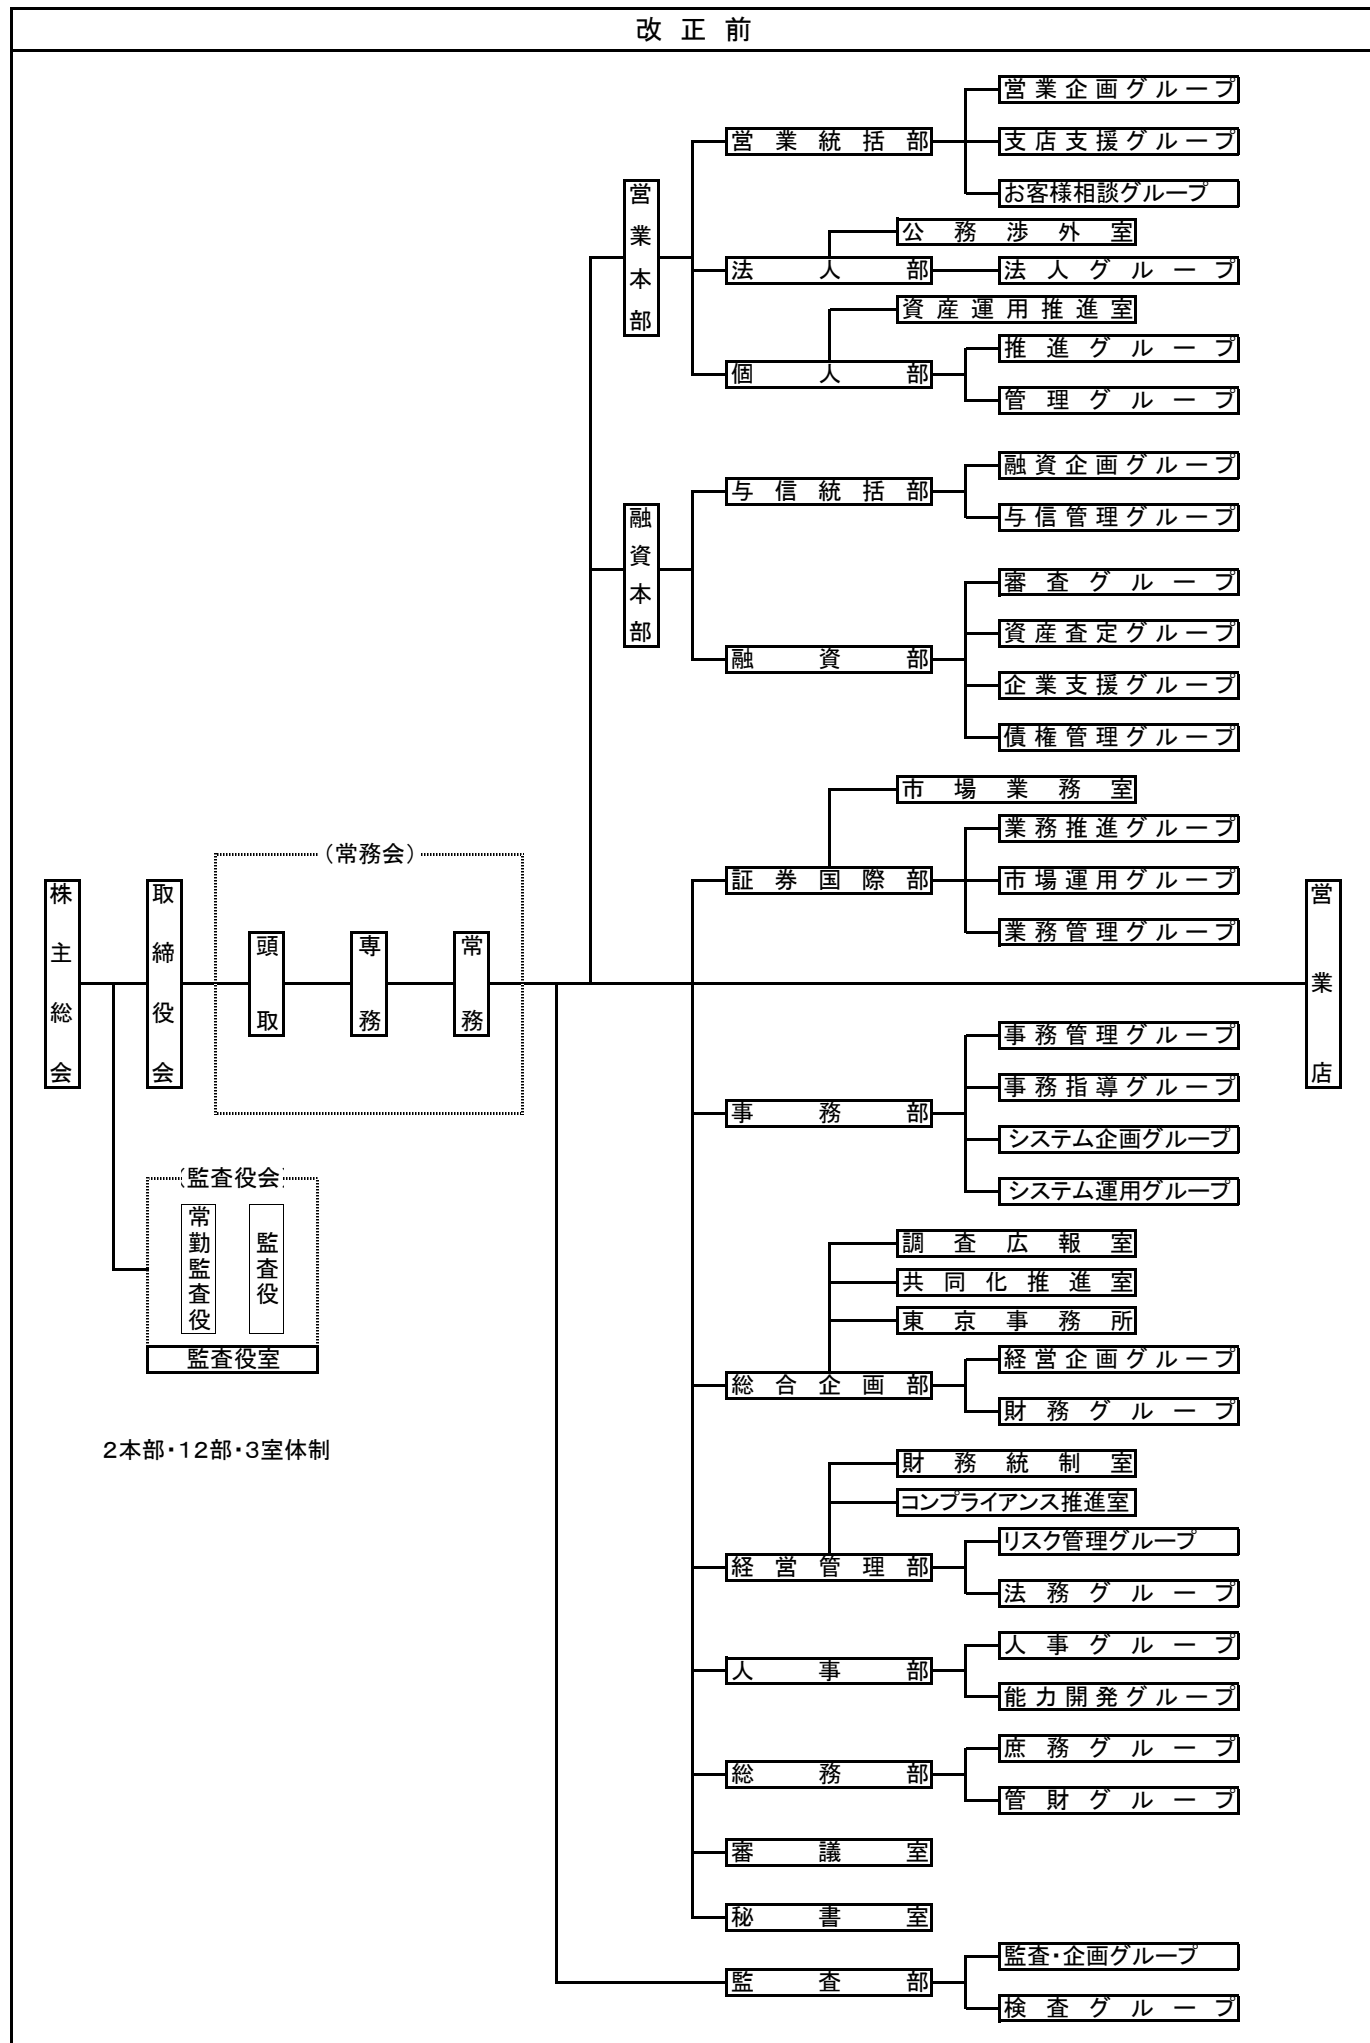 改正前
営業企画グループ
営業統括部
支店支援グループ
お客様相談グループ
営業本部
公務渉外室
法人部
法人グループ
資産運用推進室
推進グループ
個人部
管理グループ
融資企画グループ
与信統括部
与信管理グループ
融資本部
審査グループ
資産査定グループ
融資部
企業支援グループ
債権管理グループ
市場業務室
業務推進グループ
証券国際部
市場運用グループ
業務管理グループ
(常務会)
株主総会
取締役会
頭取
専務
常務
営業店
事務管理グループ
事務指導グループ
事務部
システム企画グループ
システム運用グループ
(監査役会)
常勤監査役
監査役
監査役室
調査広報室
共同化推進室
東京事務所
経営企画グループ
総合企画部
財務グループ
2本部・12部・3室体制
財務統制室
コンプライアンス推進室
リスク管理グループ
経営管理部
法務グループ
人事グループ
人事部
能力開発グループ
庶務グループ
総務部
管財グループ
審議室
秘書室
監査・企画グループ
監査部
検査グループ